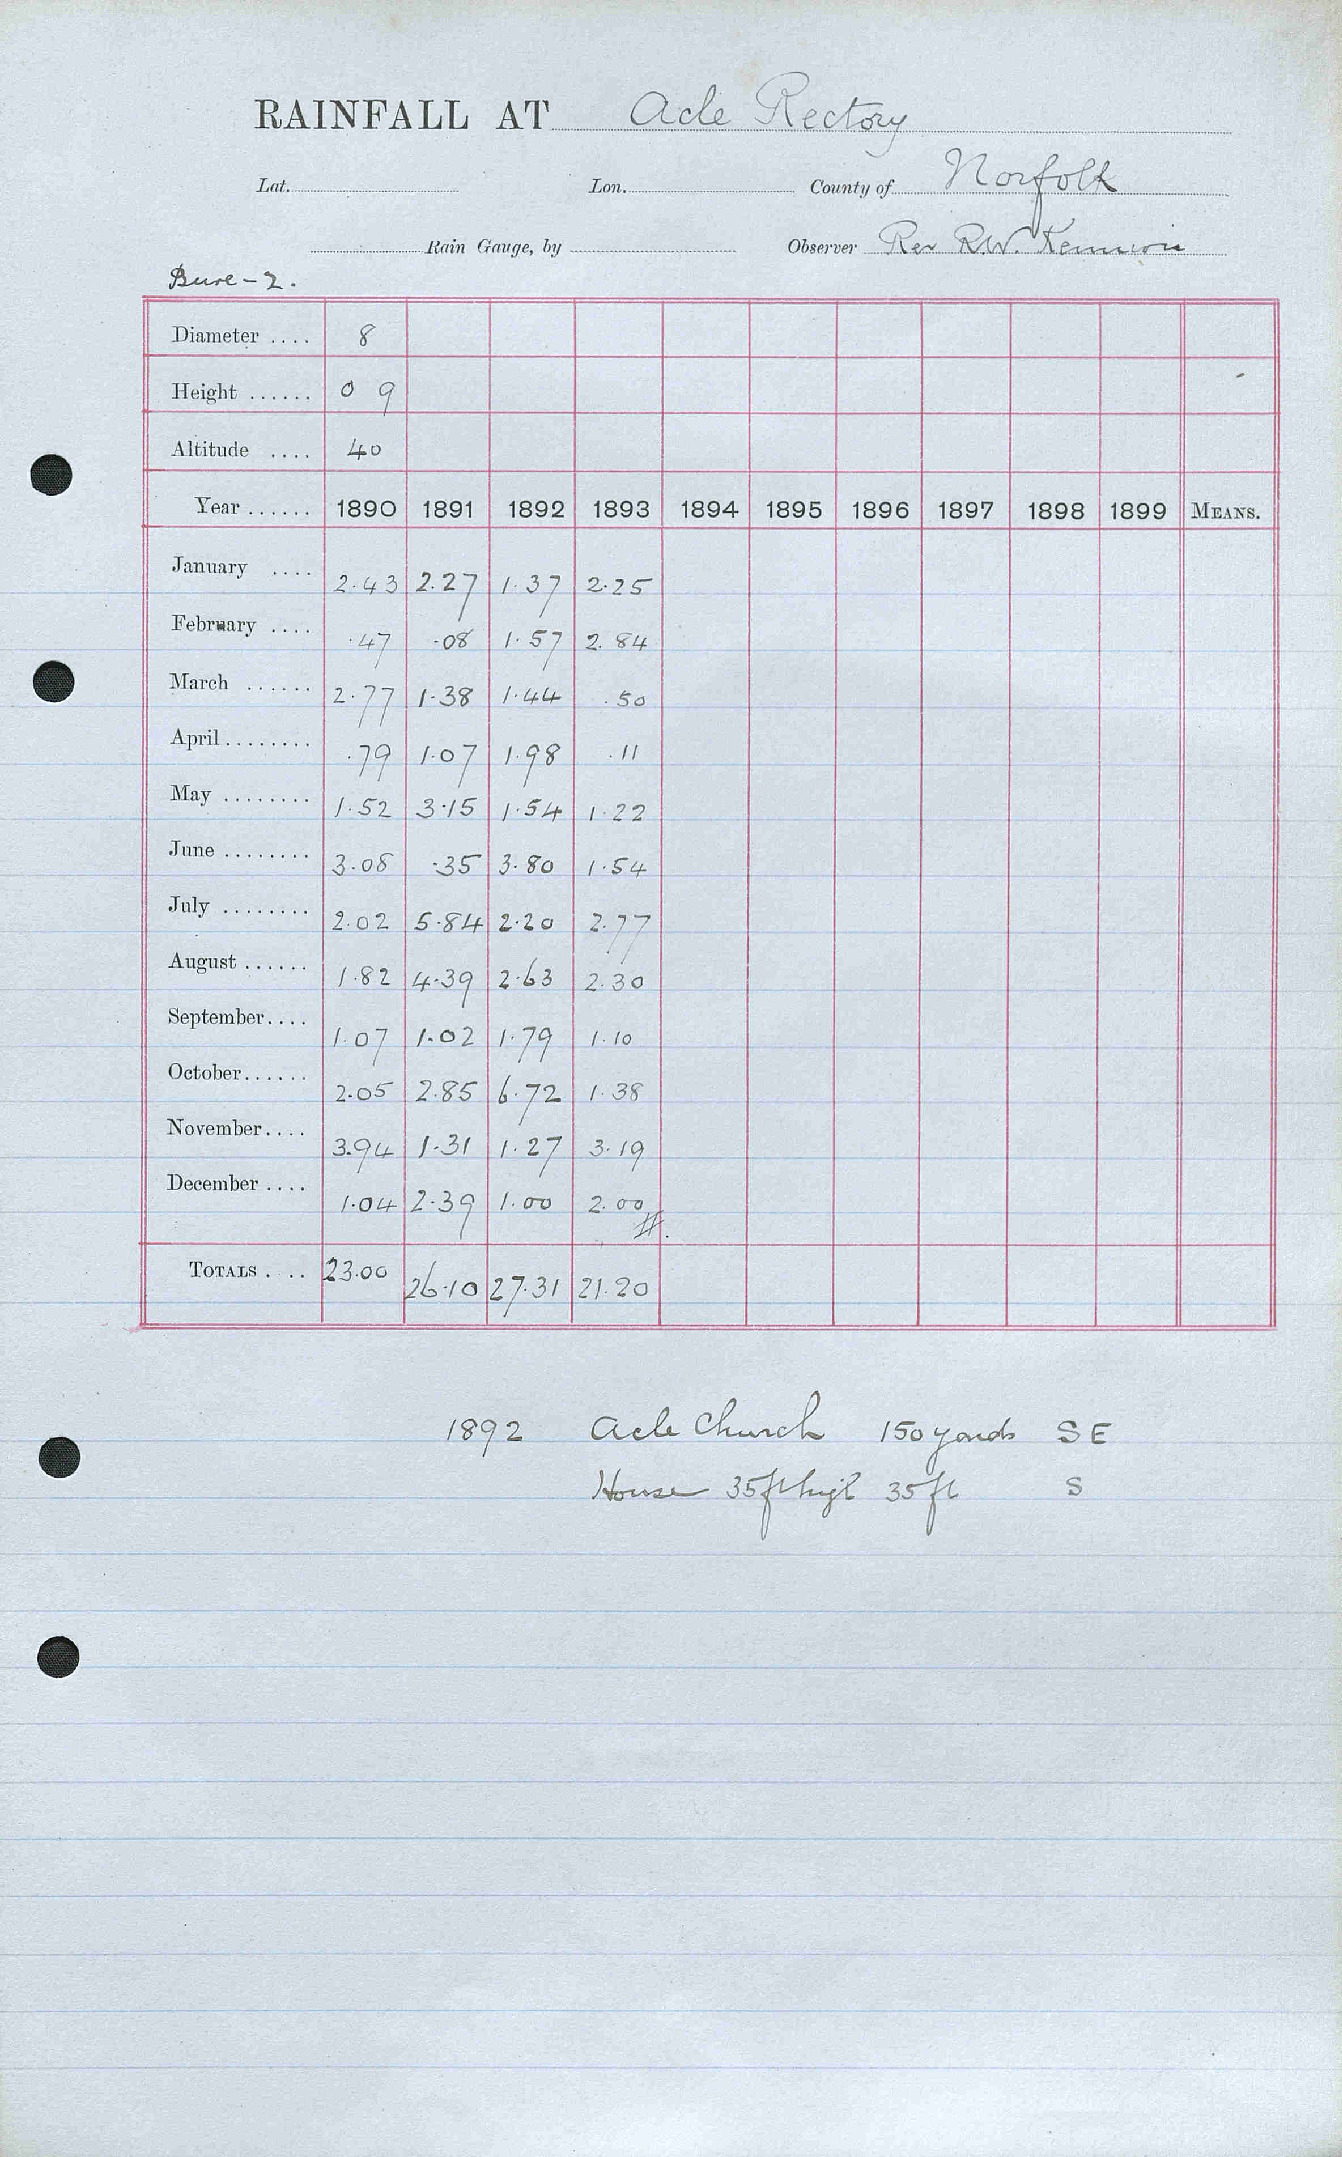 RAINFALL AT Acle Rectory
Lat. Lon. County of Norfolk
Rain Gauge, by Observer Rev R.W.
Bure-2.
Diameter .... 8
Height ...... 0 9
Altitude .... 40
Year ...... 1890 1891 1892 1893 1894 1895 1896 1897 1898 1899 MEANS.
January .... 2.43 2.27 1.37 2.25
February .... .47 .08 1.57 2.84
March ...... 2.77 1.38 1.44 .50
April ........ .79 1.07 1.98 .11
May ........ 1.52 3.15 1.54 1.22
June ........ 3.08 .35 3.80 1.54
July ........ 2.02 5.84 2.20 2.77
August ...... 1.82 4.39 2.63 2.30
September .... 1.07 1.02 1.79 1.10
October ...... 2.05 2.85 6.72 1.38
November .... 3.94 1.31 1.27 3.19
December .... 1.04 2.39 1.00 2.00
#.
TOTALS .... 23.00 26.10 27.31 21.20
1892 Acle Church 150 yards SE
House 35 ft high 35 ft S